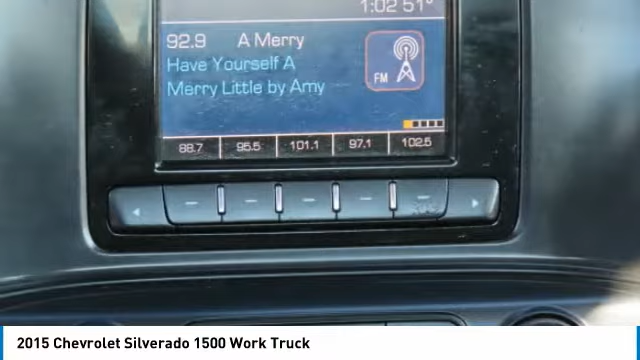 1:02 51°
92.9 A Merry
Have Yourself A
Merry Little by Amy
FM
88.7 95.5 101.1 97.1 102.5
2015 Chevrolet Silverado 1500 Work Truck